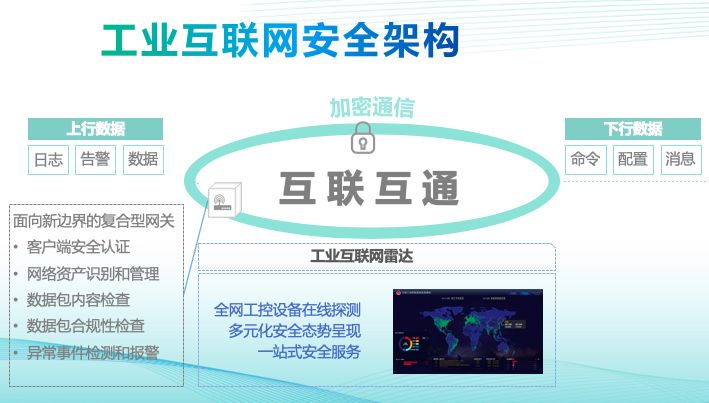 工业互联网安全架构
加密通信
上行数据
日志 告警 数据
下行数据
命令 配置 消息
互联互通
面向新边界的复合型网关
• 客户端安全认证
• 网络资产识别和管理
• 数据包内容检查
• 数据包合规性检查
• 异常事件检测和报警
工业互联网雷达
全网工控设备在线探测
多元化安全态势呈现
一站式安全服务